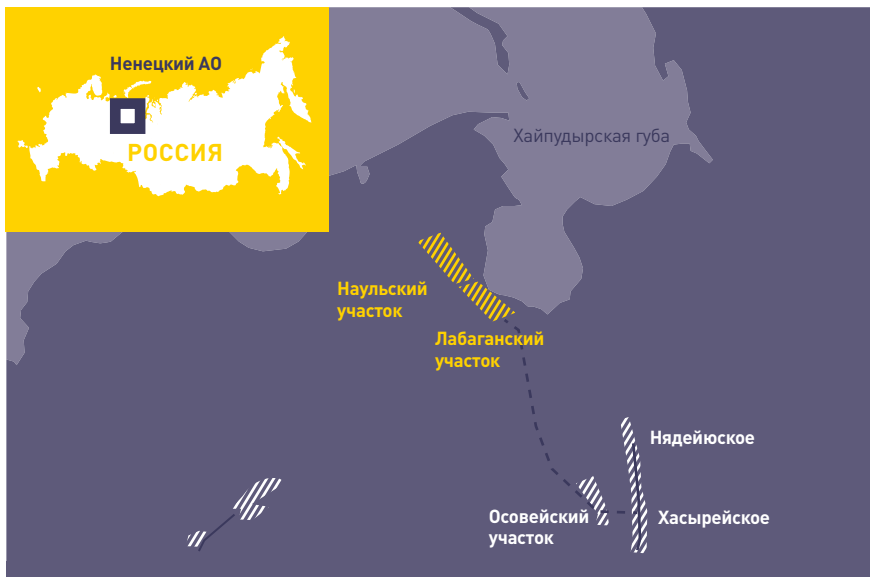 Ненецкий АО
РОССИЯ
Хайпудырская губа
Наульский
участок
Лабаганский
участок
Нядейюское
Осовейский
участок
Хасырейское